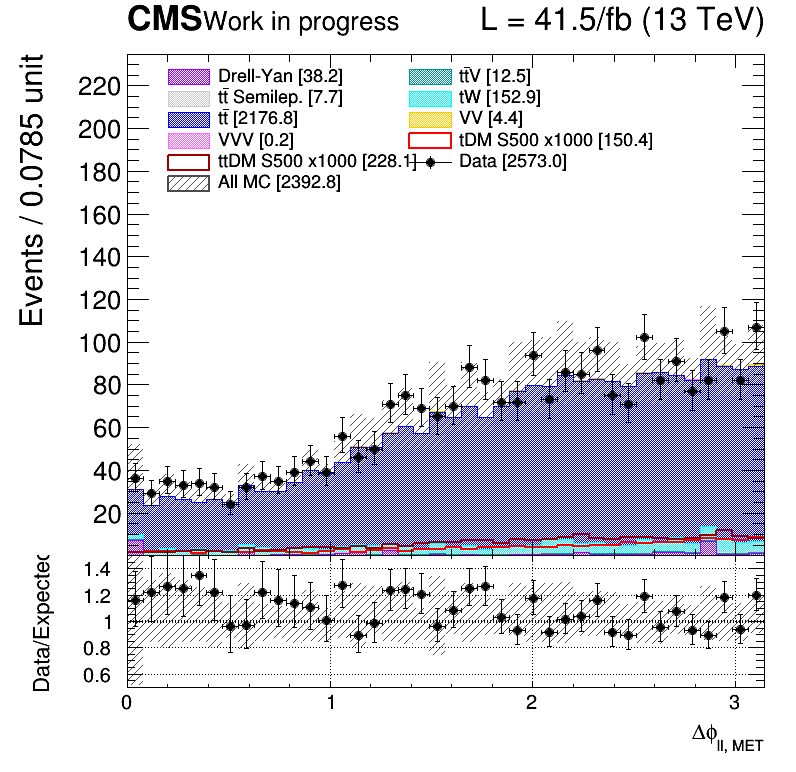 CMS Work in progress L = 41.5/fb (13 TeV)
Events / 0.0785 unit
220
200
180
160
140
120
100
80
60
40
20
Drell-Yan [38.2]
tt̄ Semilep. [7.7]
tt̄ [2176.8]
VVV [0.2]
ttDM S500 x1000 [228.1]
All MC [2392.8]
tt̄V [12.5]
tW [152.9]
VV [4.4]
tDM S500 x1000 [150.4]
Data [2573.0]
Data/Expected
1.4
1.2
1
0.8
0.6
0 1 2 3
Δϕll, MET